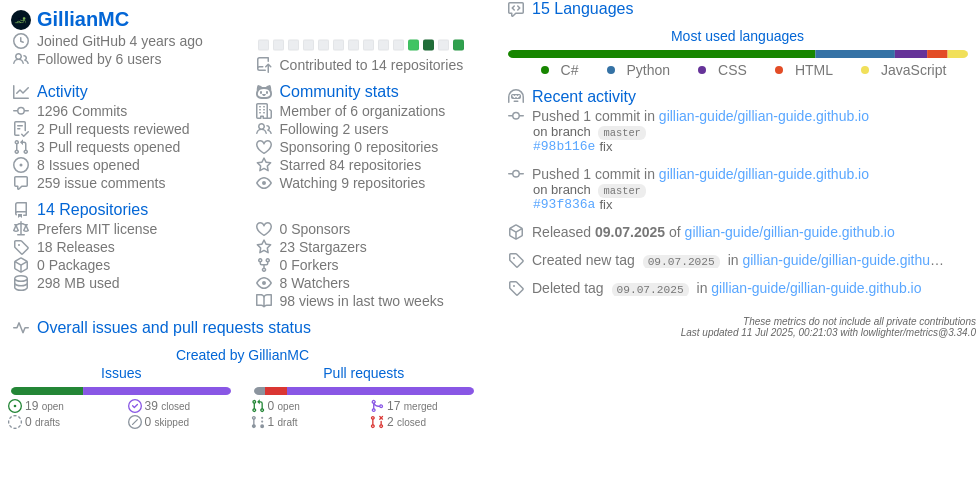 GillianMC
Joined GitHub 4 years ago
Followed by 6 users
Contributed to 14 repositories
Activity
1296 Commits
2 Pull requests reviewed
3 Pull requests opened
8 Issues opened
259 issue comments
Community stats
Member of 6 organizations
Following 2 users
Sponsoring 0 repositories
Starred 84 repositories
Watching 9 repositories
14 Repositories
Prefers MIT license
18 Releases
0 Packages
298 MB used
0 Sponsors
23 Stargazers
0 Forkers
8 Watchers
98 views in last two weeks
Overall issues and pull requests status
Created by GillianMC
Issues
19 open
39 closed
0 drafts
0 skipped
Pull requests
0 open
17 merged
1 draft
2 closed
15 Languages
Most used languages
C# Python CSS HTML JavaScript
Recent activity
Pushed 1 commit in gillian-guide/gillian-guide.github.io
on branch master
#98b116e fix
Pushed 1 commit in gillian-guide/gillian-guide.github.io
on branch master
#93f836a fix
Released 09.07.2025 of gillian-guide/gillian-guide.github.io
Created new tag 09.07.2025 in gillian-guide/gillian-guide.githu…
Deleted tag 09.07.2025 in gillian-guide/gillian-guide.github.io
These metrics do not include all private contributions
Last updated 11 Jul 2025, 00:21:03 with lowlighter/metrics@3.34.0